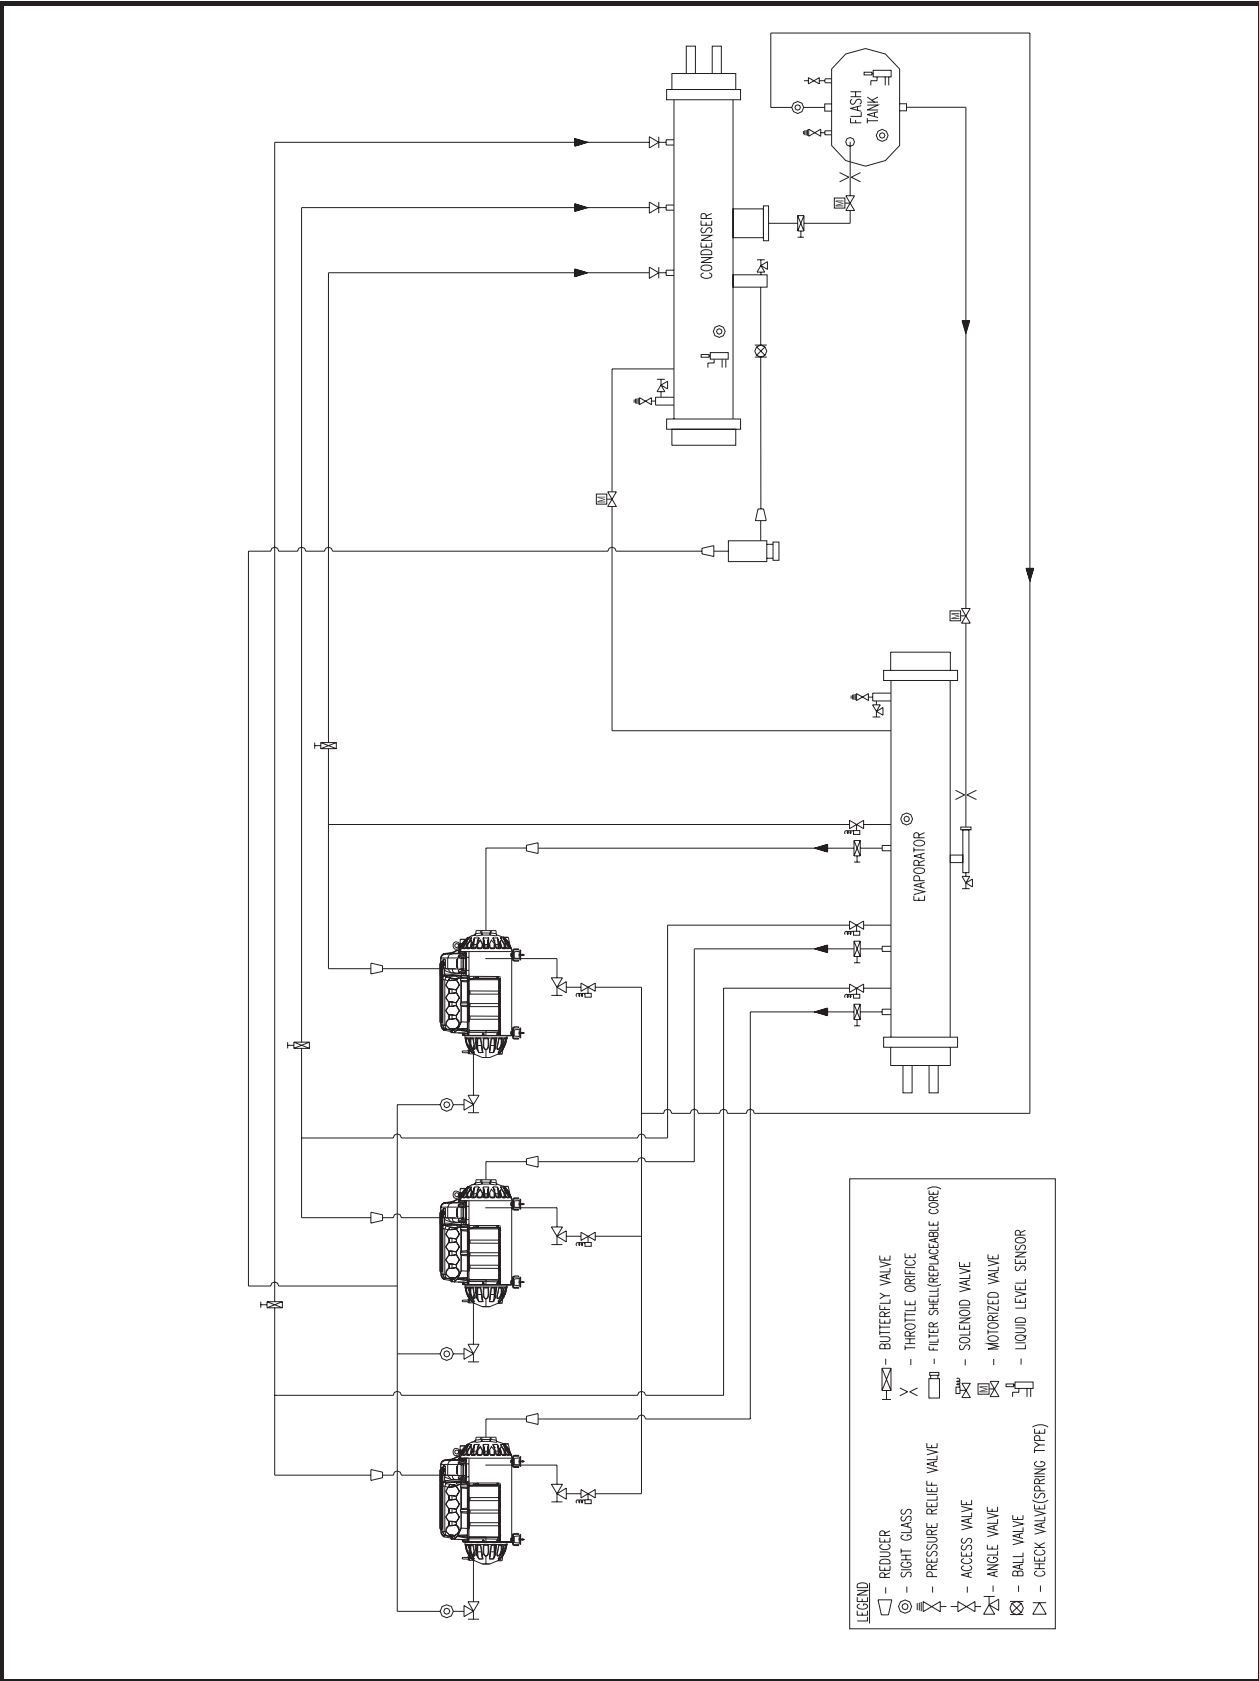 CONDENSER
FLASH
TANK
M
M
M
EVAPORATOR
LEGEND
- REDUCER
- SIGHT GLASS
- PRESSURE RELIEF VALVE
- ACCESS VALVE
- ANGLE VALVE
- BALL VALVE
- CHECK VALVE(SPRING TYPE)
- BUTTERFLY VALVE
- THROTTLE ORIFICE
- FILTER SHELL(REPLACEABLE CORE)
- SOLENOID VALVE
M - MOTORIZED VALVE
- LIQUID LEVEL SENSOR